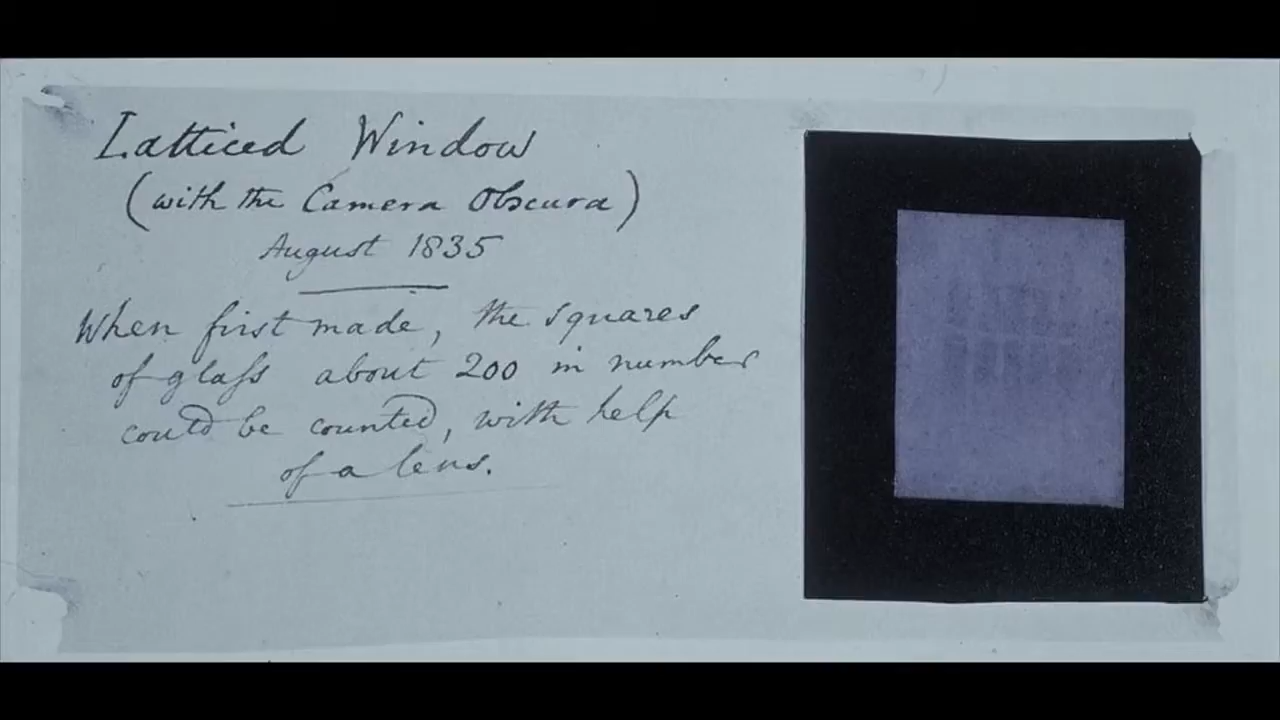 Latticed Window
(with the Camera Obscura)
August 1835
When first made, the squares
of glaſs about 200 in number
could be counted, with help
of a lens.